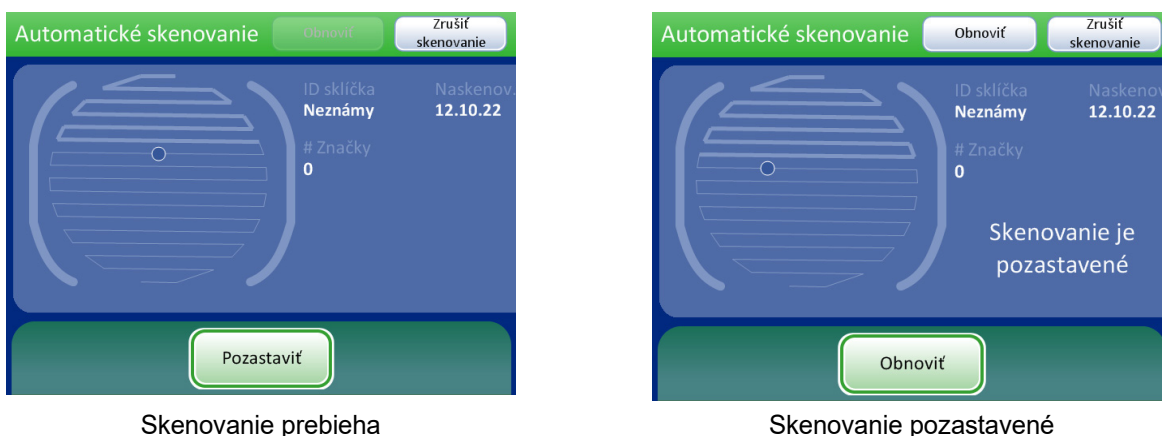 Automatické skenovanie
Obnoviť
Zrušiť
skenovanie
ID sklíčka
Naskenov.
Neznámy
12.10.22
# Značky
0
Pozastaviť
Skenovanie prebieha
Automatické skenovanie
Obnoviť
Zrušiť
skenovanie
ID sklíčka
Naskenov
Neznámy
12.10.22
# Značky
0
Skenovanie je
pozastavené
Obnoviť
Skenovanie pozastavené